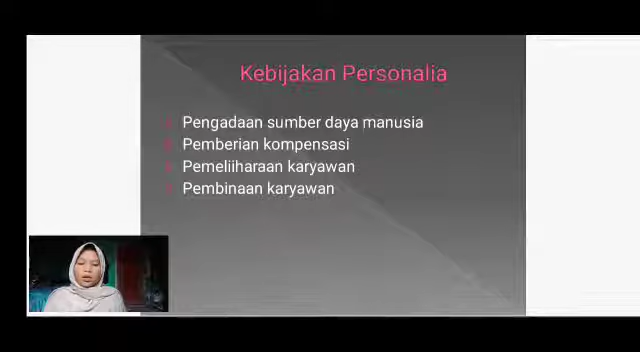 Kebijakan Personalia
Pengadaan sumber daya manusia
Pemberian kompensasi
Pemeliiharaan karyawan
Pembinaan karyawan